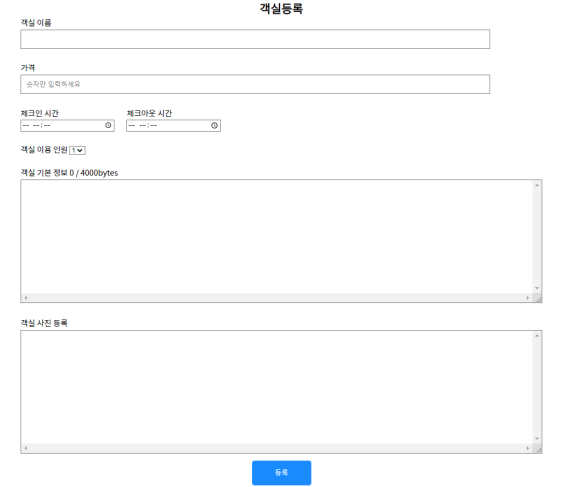 객실등록
객실 이름
가격
숫자만 입력하세요
체크인 시간 체크아웃 시간
-- --:-- -- --:--
객실 이용 인원 1
객실 기본 정보 0 / 4000bytes
객실 사진 등록
등록